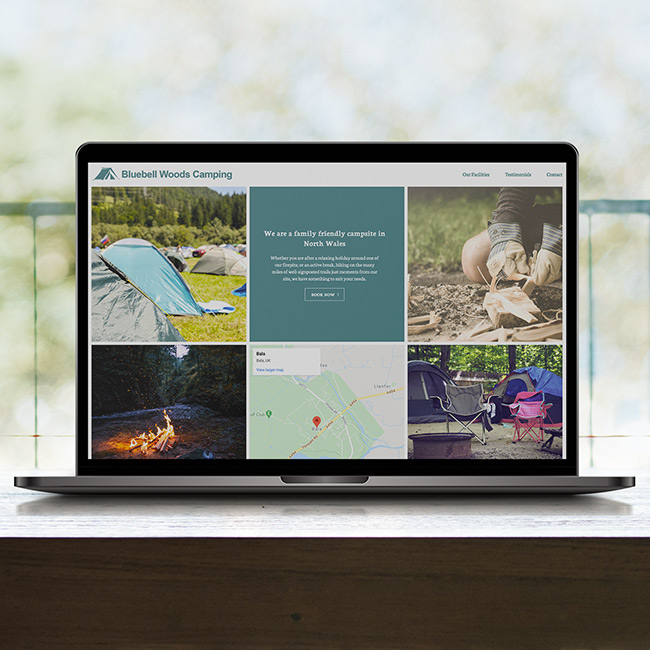 Bluebell Woods Camping
Our Facilities Testimonials Contact
We are a family friendly campsite in
North Wales
Whether you are after a relaxing holiday around one of
our firepits, or an active break, hiking on the many
miles of well-signposted trails just moments from our
site, we have something to suit your needs.
BOOK NOW
Bala
Bala, UK
View larger map
Llanfor
Club
A494
Bala